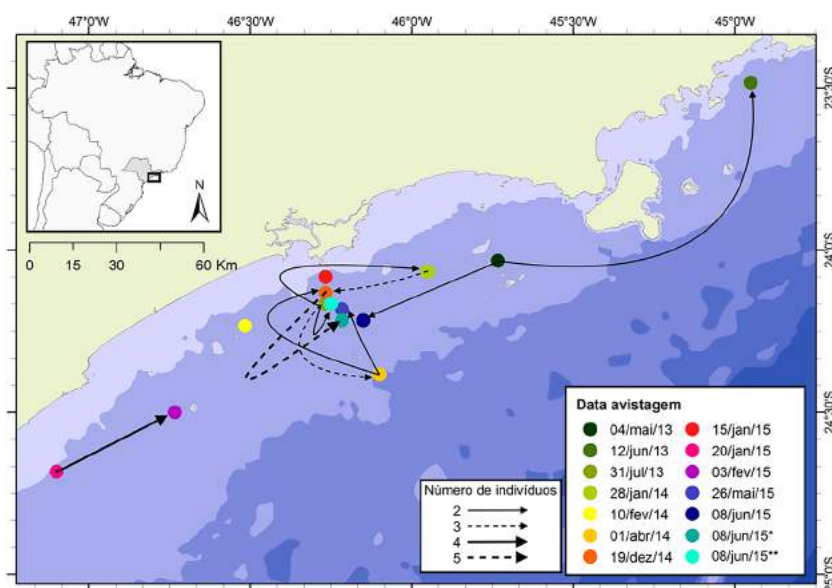 47°0'W 46°30'W 46°0'W 45°30'W 45°0'W
23°30'S
24°0'S
24°30'S
25°0'S
N
0 15 30 60 Km
Número de indivíduos
2
3
4
5
Data avistagem
04/mai/13 15/jan/15
12/jun/13 20/jan/15
31/jul/13 03/fev/15
28/jan/14 26/mai/15
10/fev/14 08/jun/15
01/abr/14 08/jun/15*
19/dez/14 08/jun/15**